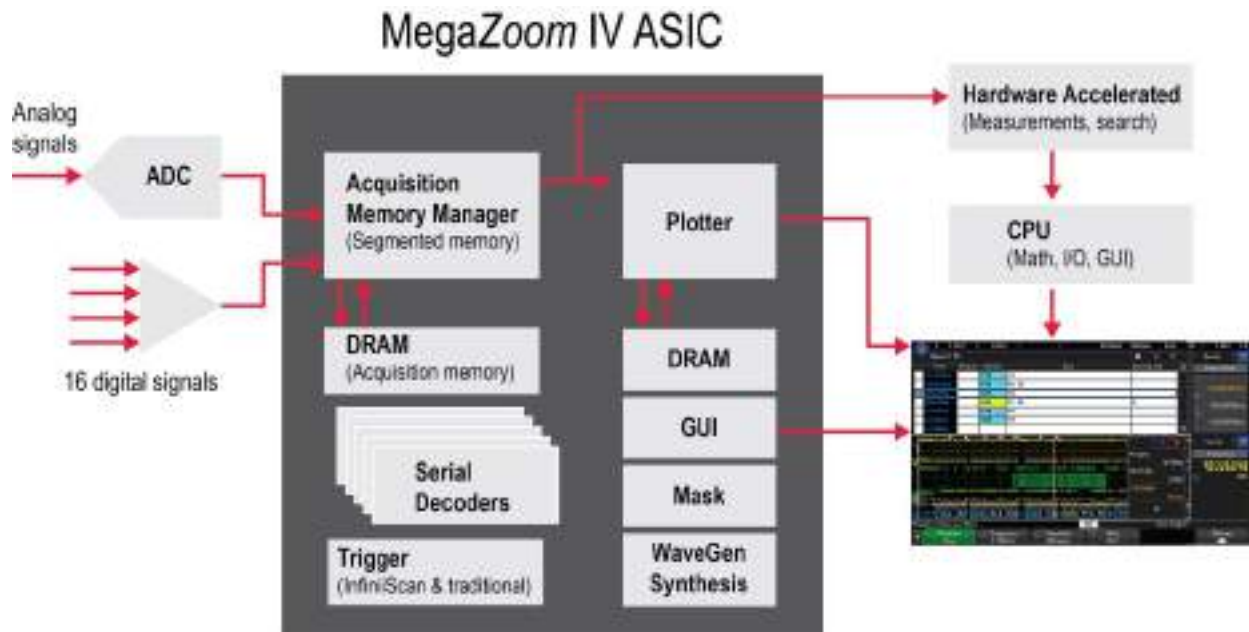 MegaZoom IV ASIC
Analog
signals
ADC
16 digital signals
Acquisition
Memory Manager
(Segmented memory)
DRAM
(Acquisition memory)
Serial
Decoders
Trigger
(InfiniScan & traditional)
Plotter
DRAM
GUI
Mask
WaveGen
Synthesis
Hardware Accelerated
(Measurements, search)
CPU
(Math, I/O, GUI)